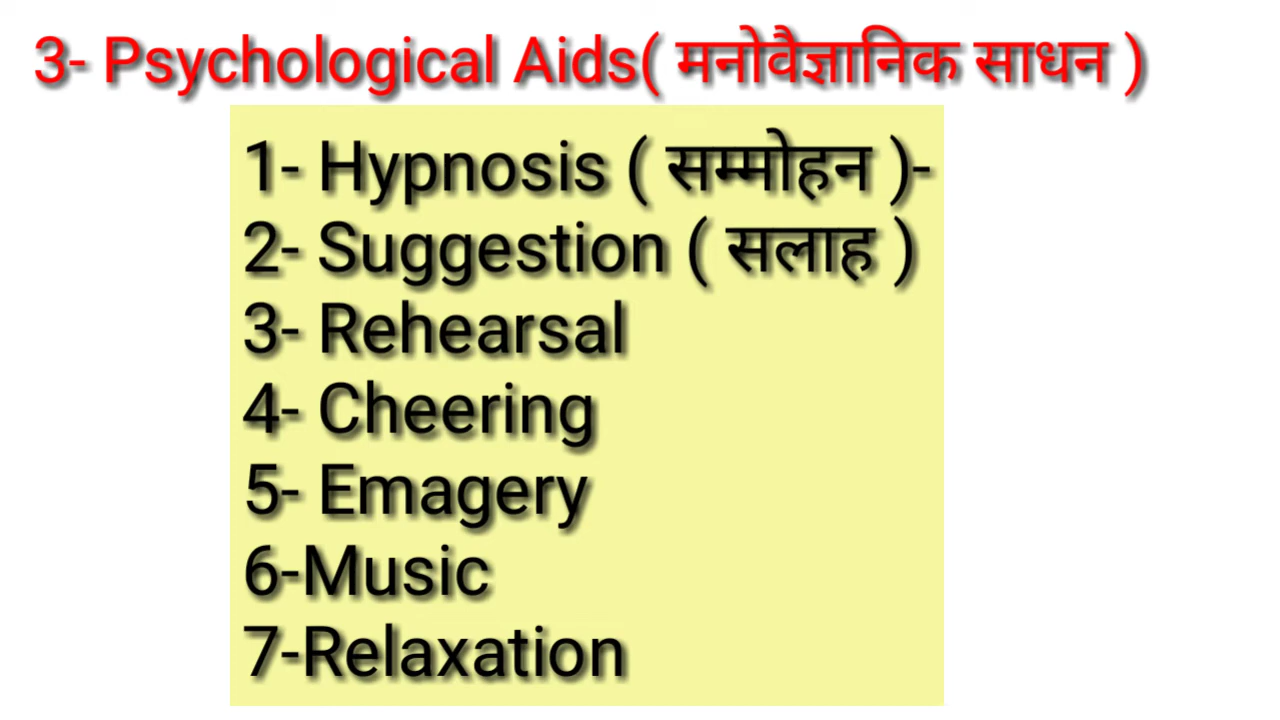 3- Psychological Aids( मनोवैज्ञानिक साधन )
1- Hypnosis ( सम्मोहन )-
2- Suggestion ( सलाह )
3- Rehearsal
4- Cheering
5- Emagery
6-Music
7-Relaxation